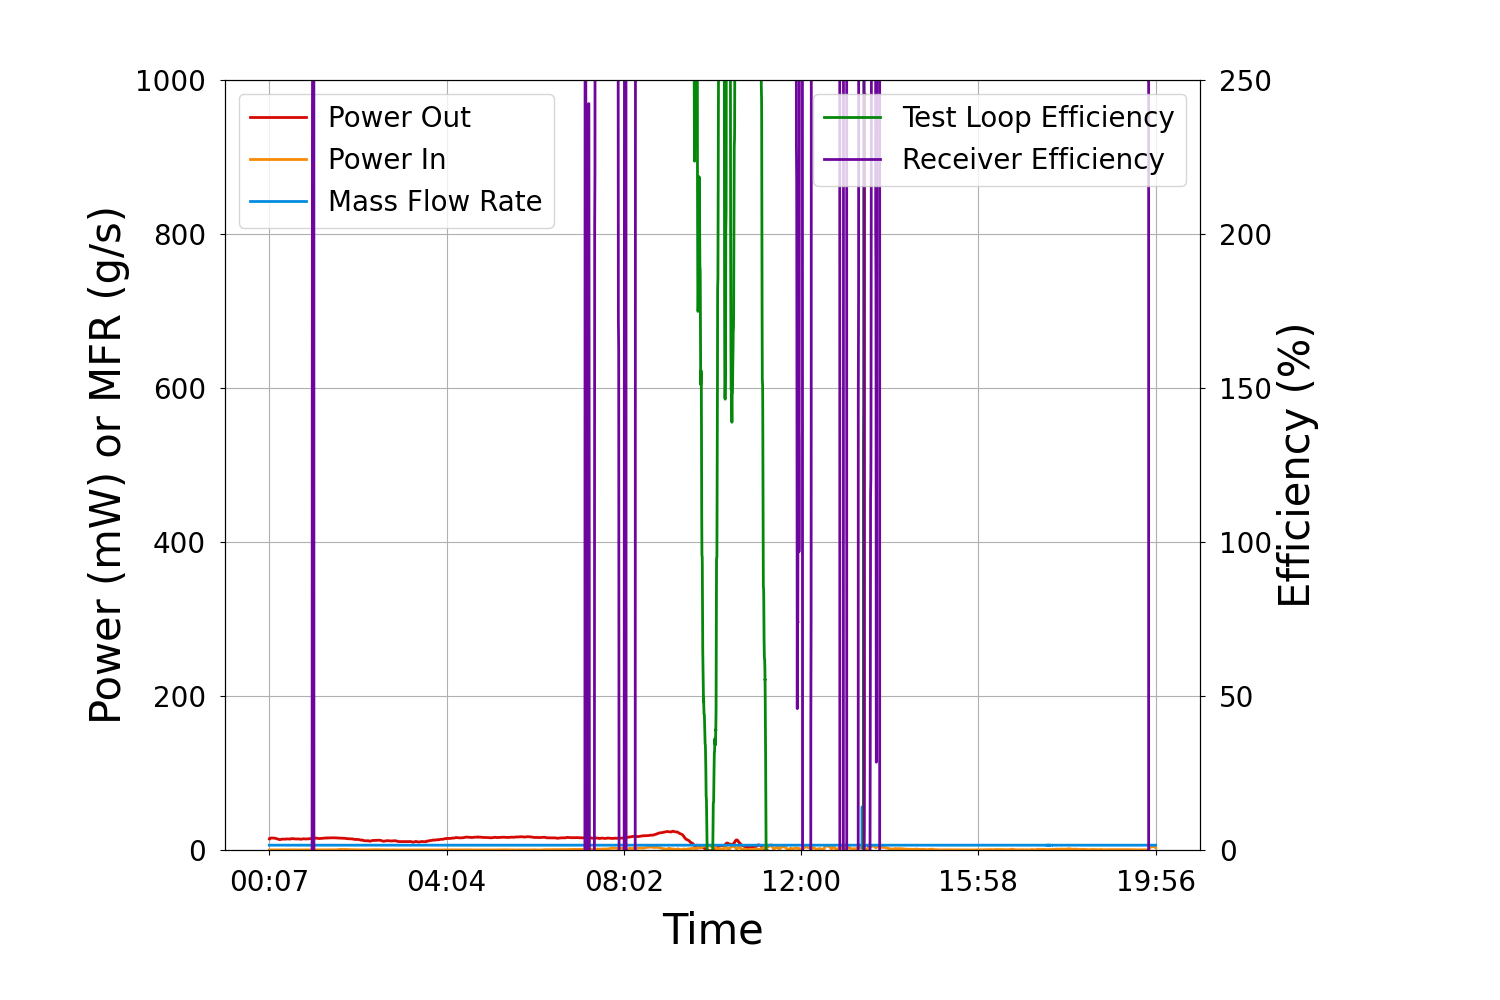 1000
800
600
400
200
0
Power (mW) or MFR (g/s)
Power Out
Power In
Mass Flow Rate
Test Loop Efficiency
Receiver Efficiency
250
200
150
100
50
0
Efficiency (%)
00:07 04:04 08:02 12:00 15:58 19:56
Time